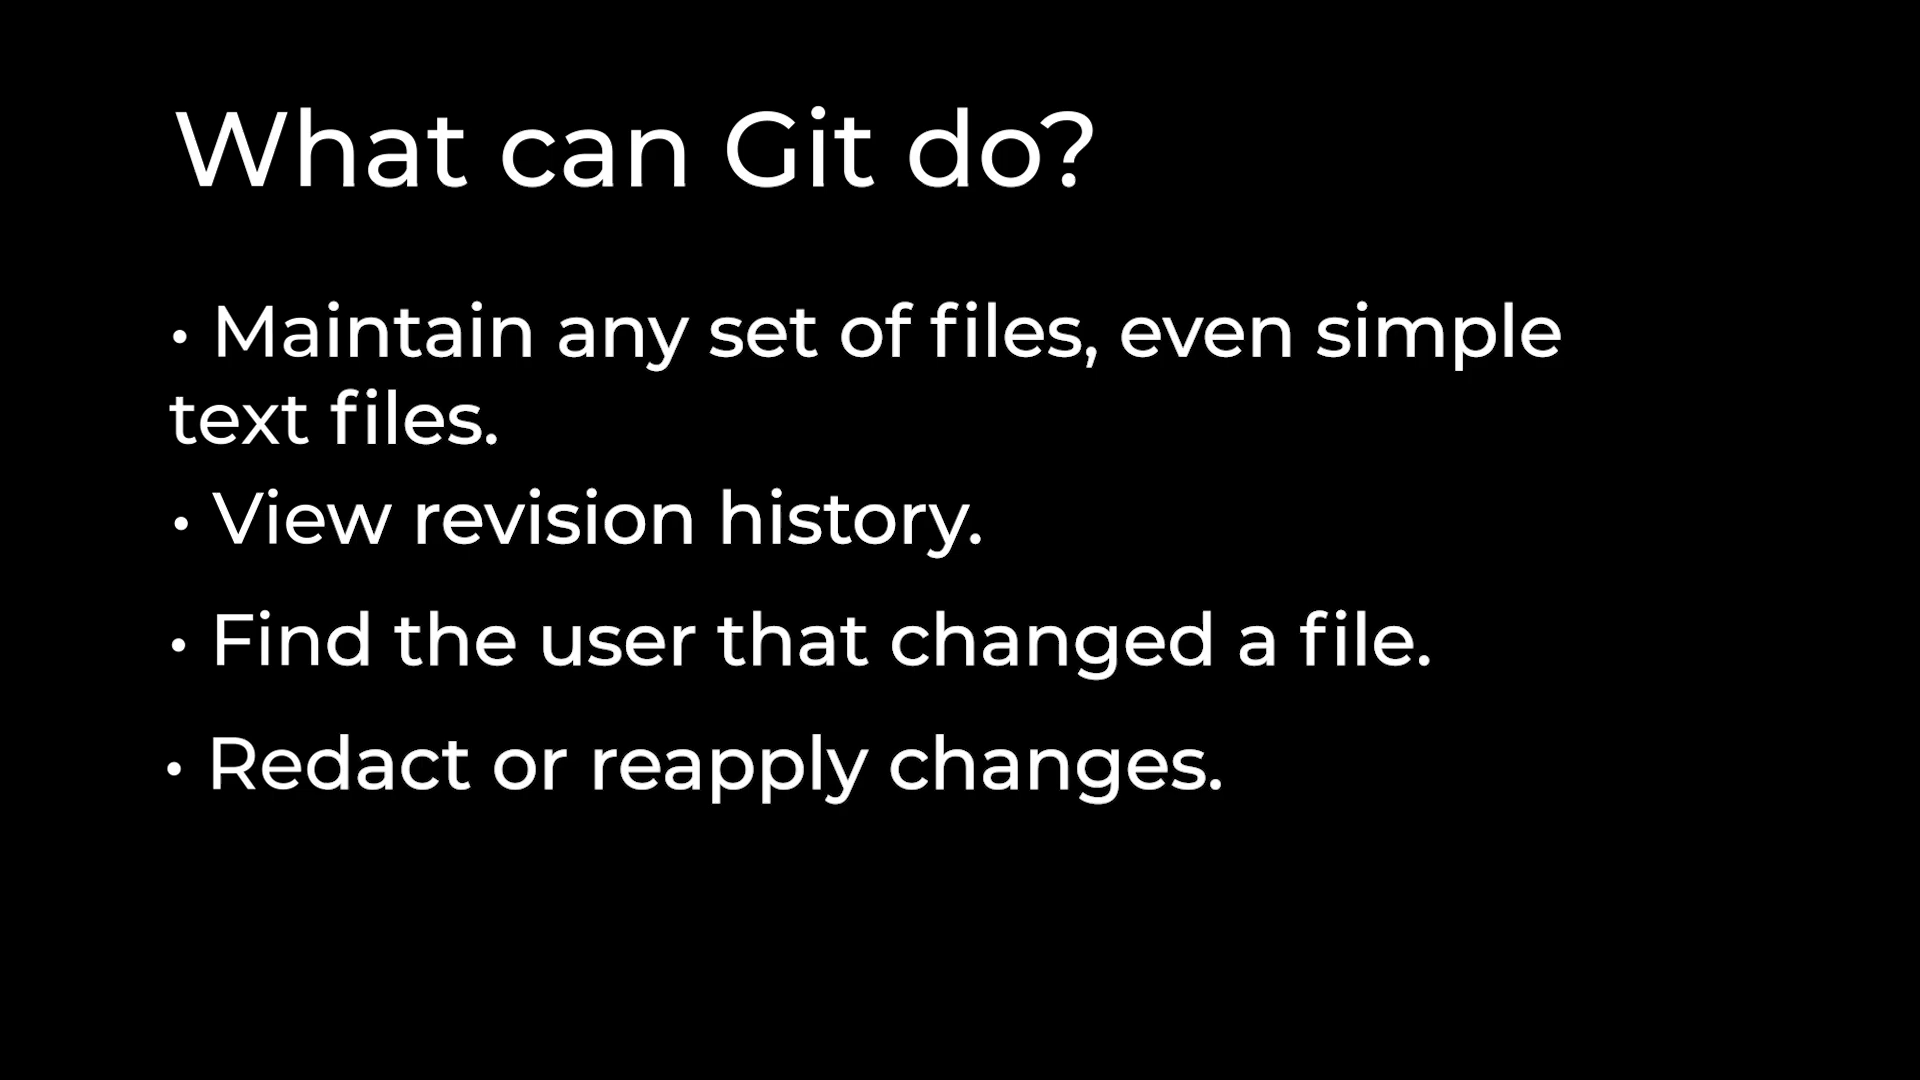 What can Git do?
• Maintain any set of files, even simple
text files.
• View revision history.
• Find the user that changed a file.
• Redact or reapply changes.